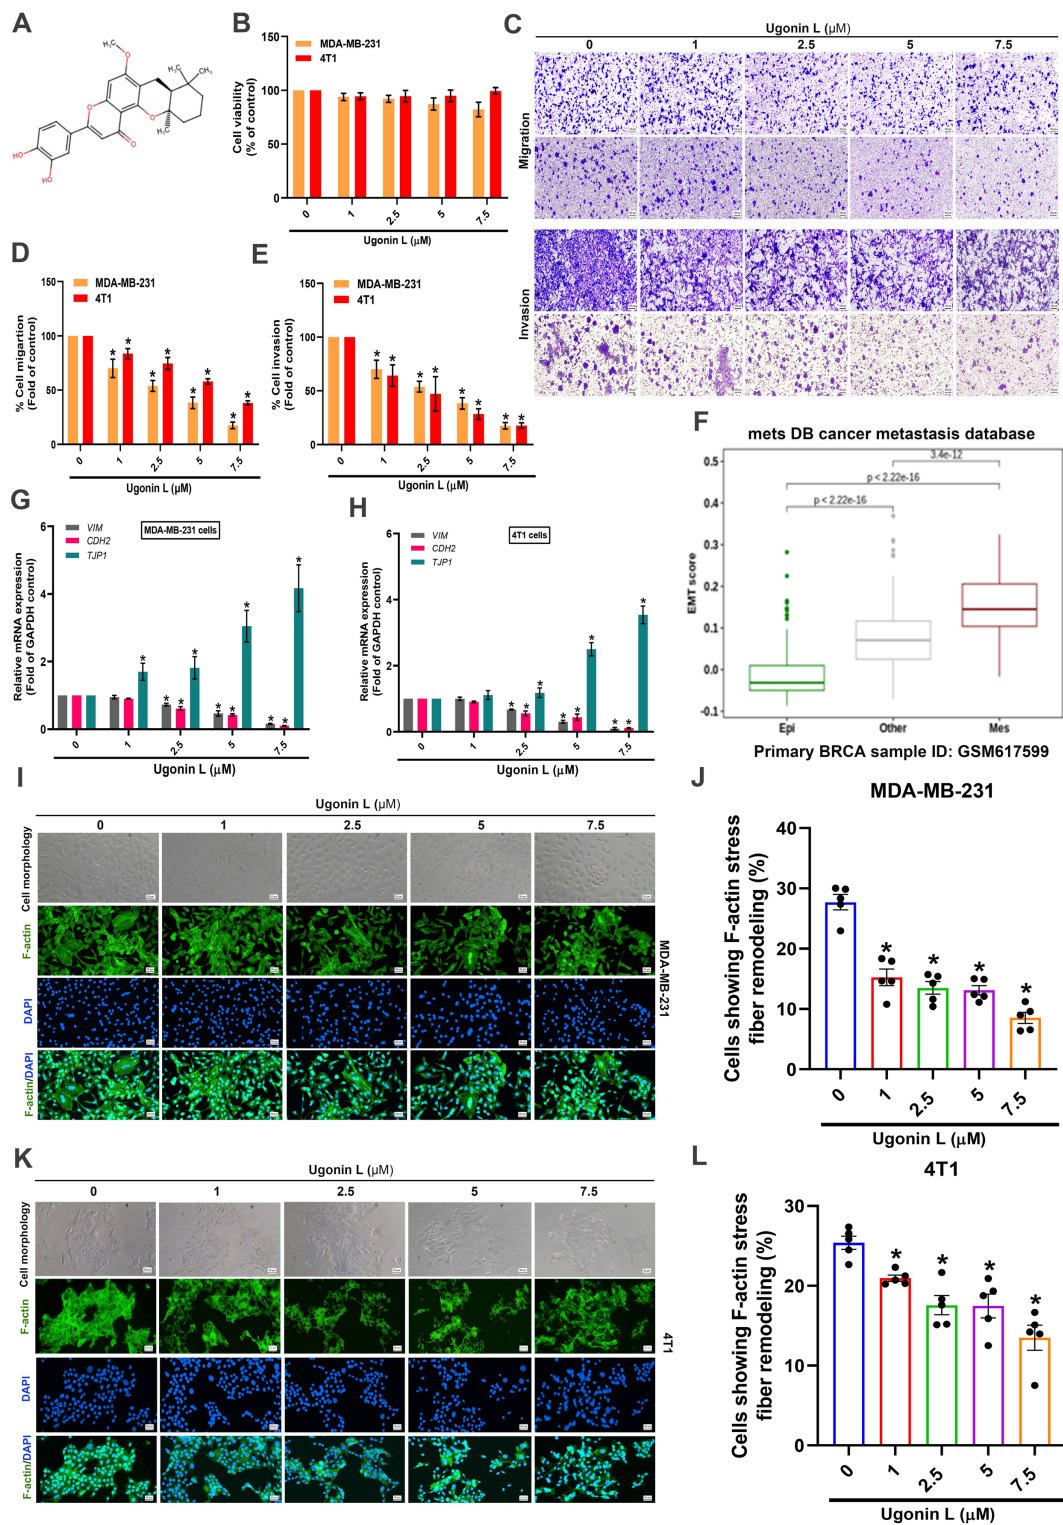 A
CH₃
O
CH₃
CH₃
H
O
CH₃
O
O
HO
HO
B
150
100
50
0
Cell viability
(% of control)
MDA-MB-231
4T1
0
1
2.5
5
7.5
Ugonin L (μM)
C
Ugonin L (μM)
0
1
2.5
5
7.5
Migration
Invasion
D
150
100
50
0
% Cell migartion
(Fold of control)
MDA-MB-231
4T1
* * * * * * * *
0
1
2.5
5
7.5
Ugonin L (μM)
E
150
100
50
0
% Cell invasion
(Fold of control)
MDA-MB-231
4T1
* * * * * * * *
0
1
2.5
5
7.5
Ugonin L (μM)
F
mets DB cancer metastasis database
3.4e-12
p < 2.22e-16
p < 2.22e-16
0.5
0.4
0.3
0.2
0.1
0.0
-0.1
EMT score
Epi
Other
Mes
Primary BRCA sample ID: GSM617599
G
6
4
2
0
Relative mRNA expression
(Fold of GAPDH control)
VIM
CDH2
TJP1
MDA-MB-231 cells
* * * * * * * * * *
0
1
2.5
5
7.5
Ugonin L (μM)
H
6
4
2
0
Relative mRNA expression
(Fold of GAPDH control)
VIM
CDH2
TJP1
4T1 cells
* * * * * * * * *
0
1
2.5
5
7.5
Ugonin L (μM)
I
Ugonin L (μM)
0
1
2.5
5
7.5
Cell morphology
F-actin
DAPI
F-actin/DAPI
MDA-MB-231
J
MDA-MB-231
40
30
20
10
0
Cells showing F-actin stress
fiber remodeling (%)
* * * *
0
1
2.5
5
7.5
Ugonin L (μM)
K
Ugonin L (μM)
0
1
2.5
5
7.5
Cell morphology
F-actin
DAPI
F-actin/DAPI
4T1
L
4T1
30
20
10
0
Cells showing F-actin stress
fiber remodeling (%)
* * * *
0
1
2.5
5
7.5
Ugonin L (μM)